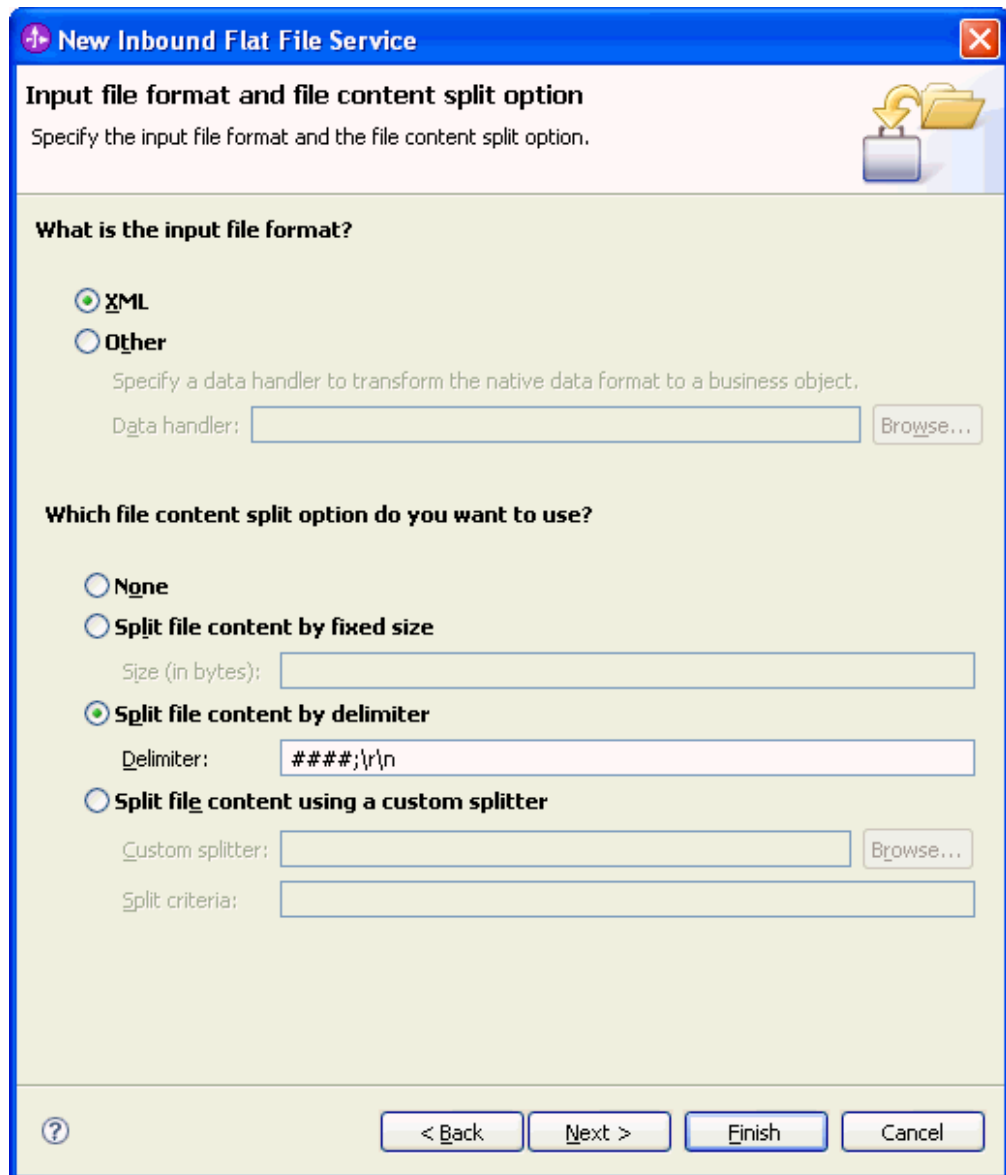 New Inbound Flat File Service
Input file format and file content split option
Specify the input file format and the file content split option.
What is the input file format?
XML
Other
Specify a data handler to transform the native data format to a business object.
Data handler: Browse...
Which file content split option do you want to use?
None
Split file content by fixed size
Size (in bytes):
Split file content by delimiter
Delimiter: ####;\r\n
Split file content using a custom splitter
Custom splitter: Browse...
Split criteria:
? < Back Next > Finish Cancel